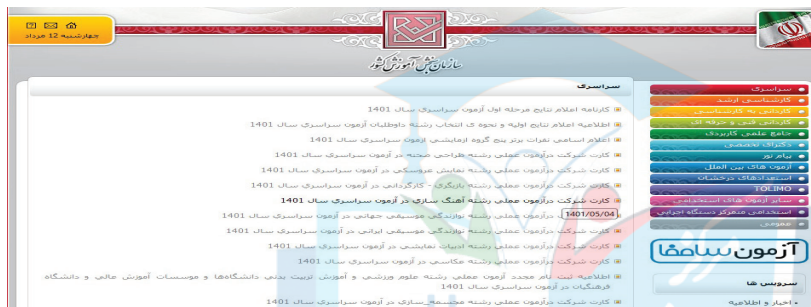 چهارشنبه 12 مرداد
سازمان سنجش آموزش کشور
سراسری
کارنامه اعلام نتایج مرحله اول آزمون سراسری سال 1401
اطلاعیه اعلام نتایج اولیه و نحوه ی انتخاب رشته داوطلبان آزمون سراسری سال 1401
اعلام اسامی نفرات برتر پنج گروه آزمایشی آزمون سراسری سال 1401
کارت شرکت درآزمون عملی رشته طراحی صحنه در آزمون سراسری سال 1401
کارت شرکت درآزمون عملی رشته نمایش عروسکی در آزمون سراسری سال 1401
کارت شرکت درآزمون عملی رشته بازیگری - کارگردانی در آزمون سراسری سال 1401
کارت شرکت درآزمون عملی رشته آهنگ سازی در آزمون سراسری سال 1401
1401/05/04
درآزمون عملی رشته نوازندگی موسیقی جهانی در آزمون سراسری سال 1401
کارت شرکت درآزمون عملی رشته نوازندگی موسیقی ایرانی در آزمون سراسری سال 1401
کارت شرکت درآزمون عملی رشته ادبیات نمایشی در آزمون سراسری سال 1401
کارت شرکت درآزمون عملی رشته عکاسی در آزمون سراسری سال 1401
اطلاعیه ثبت نام مجدد آزمون عملی رشته علوم ورزشی و آموزش تربیت بدنی دانشگاه‌ها و موسسات آموزش عالی و دانشگاه
فرهنگیان در آزمون سراسری سال 1401
کارت شرکت درآزمون عملی رشته مجسمه_سازی در آزمون سراسری سال 1401
سراسری
کارشناسی ارشد
کاردانی به کارشناسی
کاردانی فنی و حرفه ای
جامع علمی کاربردی
دکترای تخصصی
پیام نور
آزمون های بین الملل
استعدادهای درخشان
TOLIMO
سایر آزمون های استخدامی
استخدامی متمرکز دستگاه اجرایی
عمومی
آزمون سامفا
سرویس ها
اخبار و اطلاعیه